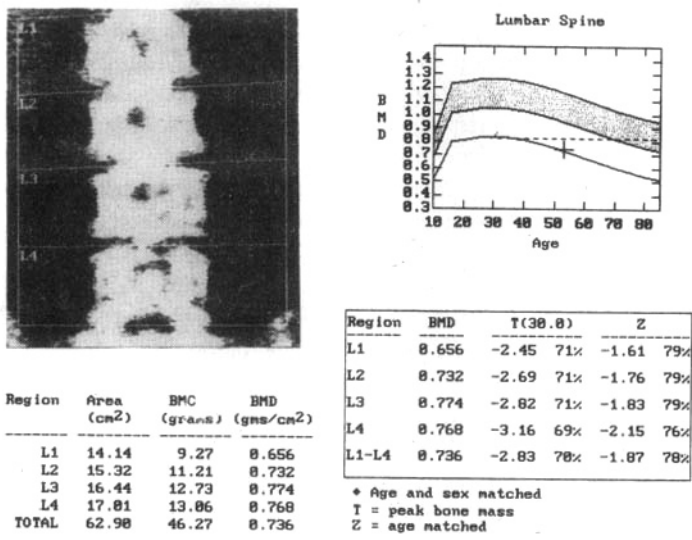 L1
L2
L3
L4
Lumbar Spine
BMD
1.4
1.3
1.2
1.1
1.0
0.9
0.8
0.7
0.6
0.5
0.4
0.3
10 20 30 40 50 60 70 80
Age
Region BMD T(30.0) Z
L1 0.656 -2.45 71% -1.61 79%
L2 0.732 -2.69 71% -1.76 79%
L3 0.774 -2.82 71% -1.83 79%
L4 0.768 -3.16 69% -2.15 76%
L1-L4 0.736 -2.83 70% -1.87 78%
♦ Age and sex matched
T = peak bone mass
Z = age matched
Region Area BMC BMD
(cm2) (grams) (gms/cm2)
L1 14.14 9.27 0.656
L2 15.32 11.21 0.732
L3 16.44 12.73 0.774
L4 17.01 13.06 0.768
TOTAL 62.90 46.27 0.736